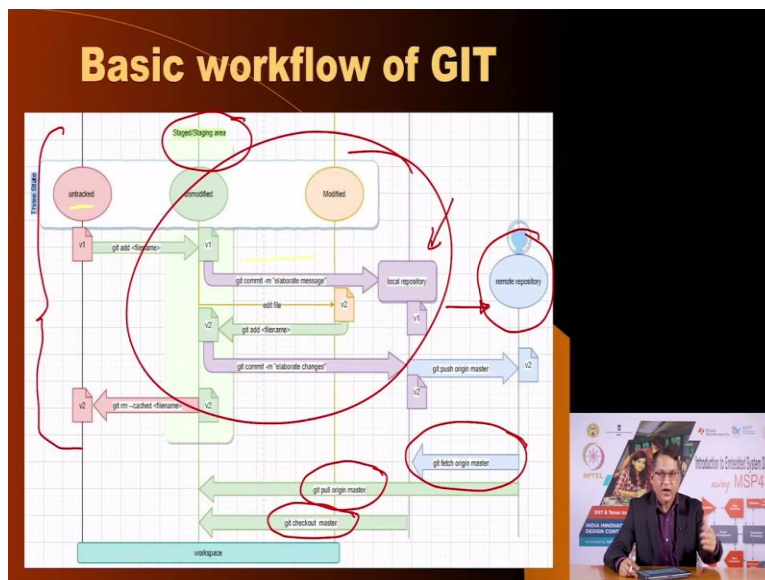 Basic workflow of GIT
Staged/Staging area
Three State
untracked
unmodified
Modified
v1
git add <filename>
v1
git commit -m "elaborate message"
local repository
remote repository
edit file
v2
v1
v2
git add <filename>
git commit -m "elaborate changes"
git push origin master
v2
v2
v2
git rm --cached <filename>
v2
git fetch origin master
git pull origin master
git checkout master
workspace
NPTEL
Introduction to Embedded System D
using MSP4
INDIA INNOVA
DESIGN CONT